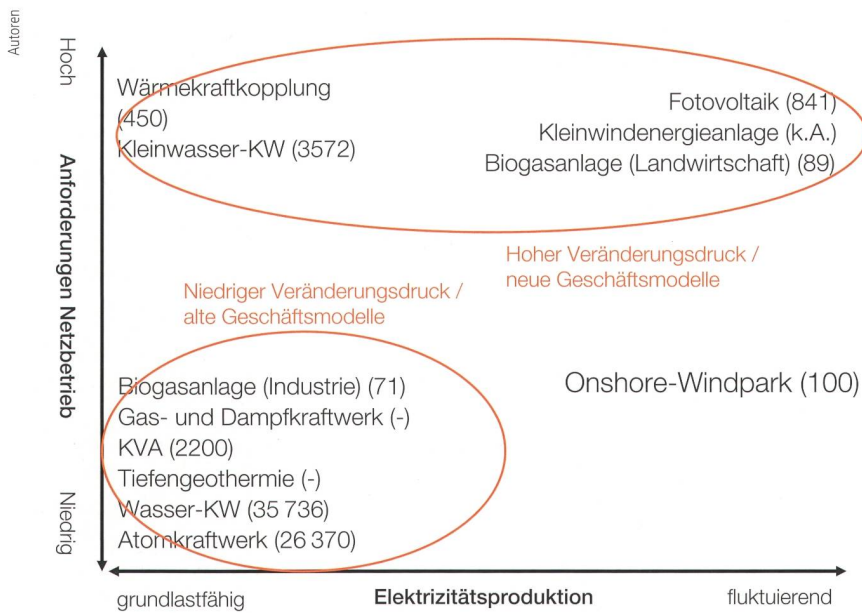 Autoren
Hoch
Anforderungen Netzbetrieb
Niedrig
Wärmekraftkopplung
(450)
Kleinwasser-KW (3572)
Fotovoltaik (841)
Kleinwindenergieanlage (k.A.)
Biogasanlage (Landwirtschaft) (89)
Hoher Veränderungsdruck /
neue Geschäftsmodelle
Niedriger Veränderungsdruck /
alte Geschäftsmodelle
Biogasanlage (Industrie) (71)
Gas- und Dampfkraftwerk (-)
KVA (2200)
Tiefengeothermie (-)
Wasser-KW (35 736)
Atomkraftwerk (26 370)
Onshore-Windpark (100)
grundlastfähig
Elektrizitätsproduktion
fluktuierend